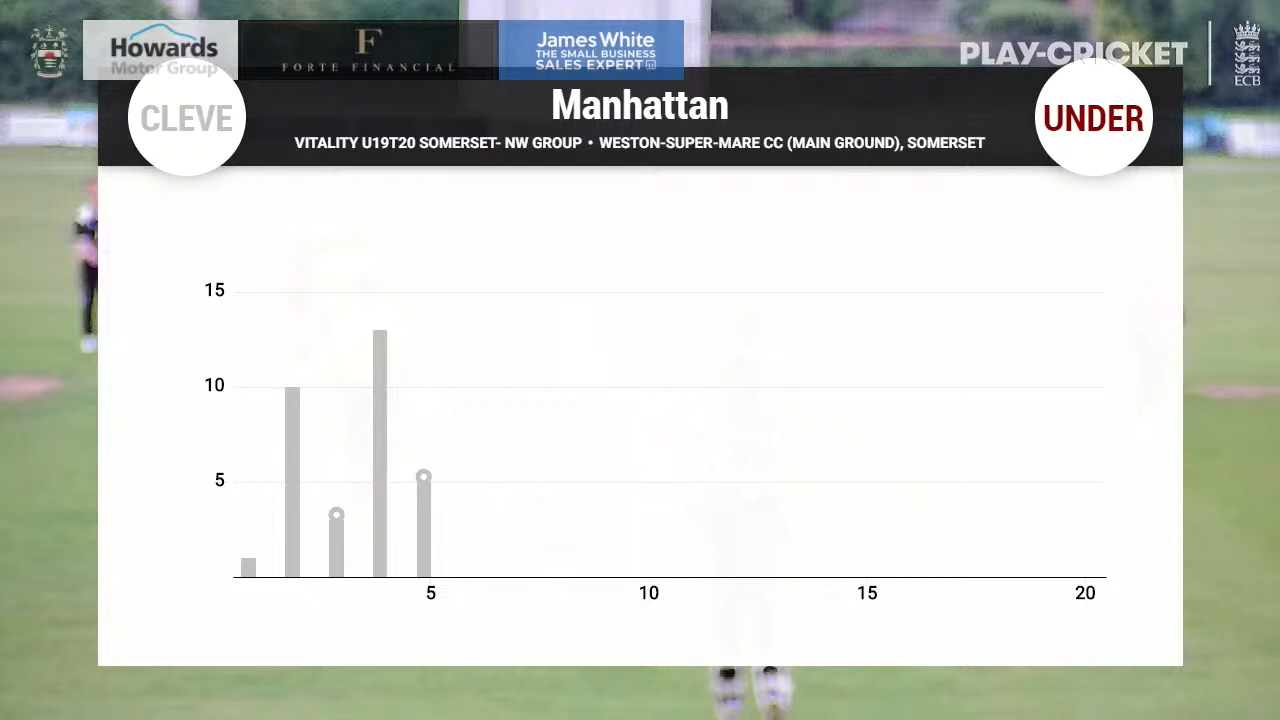 Howards
Motor Group
F
FORTE FINANCIAL
James White
THE SMALL BUSINESS
SALES EXPERT
PLAY-CRICKET
ECB
CLEVE
Manhattan
UNDER
VITALITY U19T20 SOMERSET- NW GROUP • WESTON-SUPER-MARE CC (MAIN GROUND), SOMERSET
15
10
5
5
10
15
20